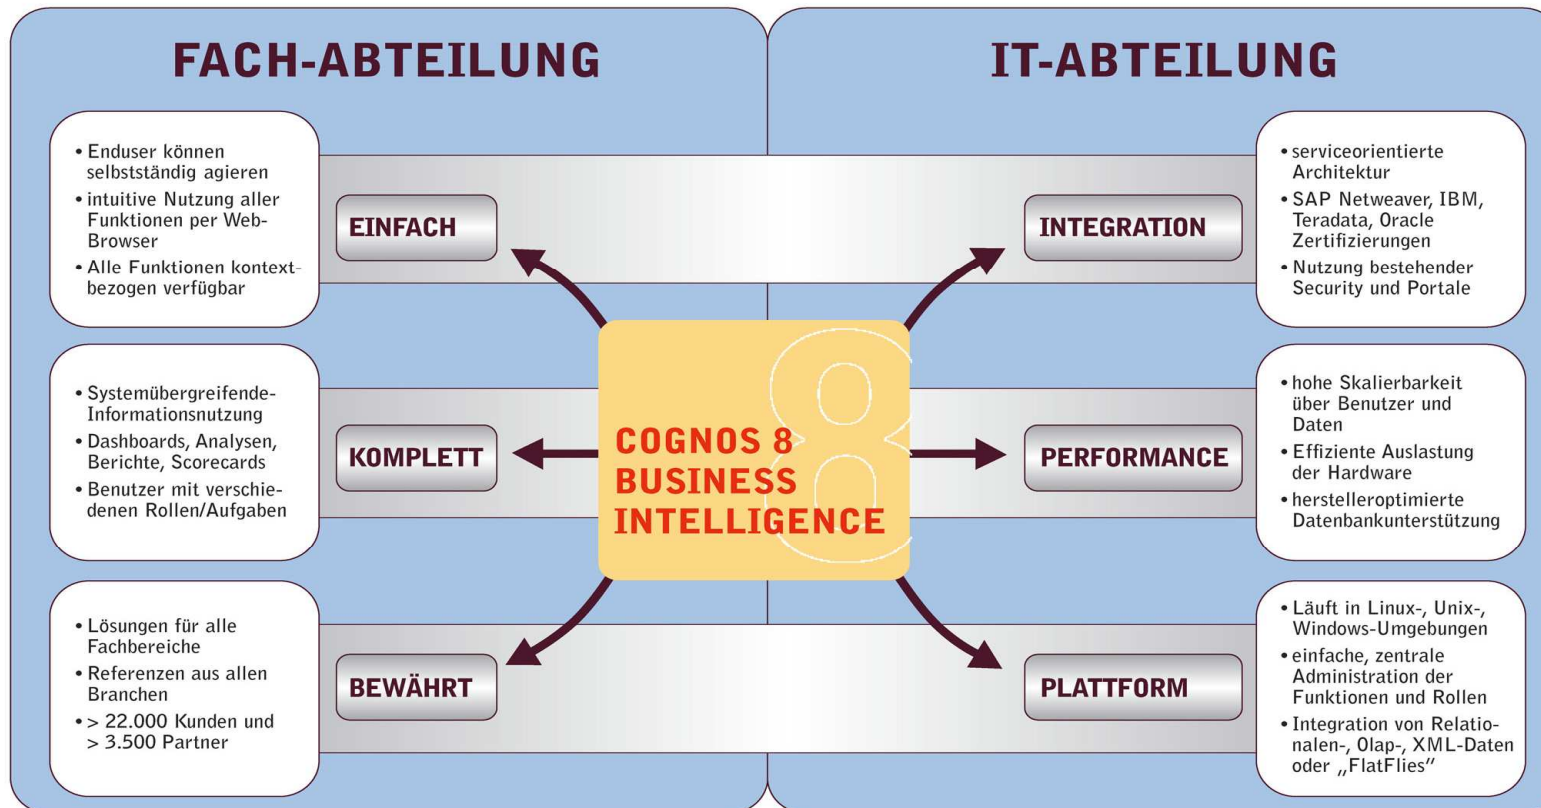 FACH-ABTEILUNG
• Enduser können
selbstständig agieren
• intuitive Nutzung aller
Funktionen per Web-
Browser
• Alle Funktionen kontext-
bezogen verfügbar
EINFACH
• Systemübergreifende-
Informationsnutzung
• Dashboards, Analysen,
Berichte, Scorecards
• Benutzer mit verschie-
denen Rollen/Aufgaben
KOMPLETT
• Lösungen für alle
Fachbereiche
• Referenzen aus allen
Branchen
• > 22.000 Kunden und
> 3.500 Partner
BEWÄHRT
8
COGNOS 8
BUSINESS
INTELLIGENCE
IT-ABTEILUNG
INTEGRATION
• serviceorientierte
Architektur
• SAP Netweaver, IBM,
Teradata, Oracle
Zertifizierungen
• Nutzung bestehender
Security und Portale
PERFORMANCE
• hohe Skalierbarkeit
über Benutzer und
Daten
• Effiziente Auslastung
der Hardware
• herstelleroptimierte
Datenbankunterstützung
PLATTFORM
• Läuft in Linux-, Unix-,
Windows-Umgebungen
• einfache, zentrale
Administration der
Funktionen und Rollen
• Integration von Relatio-
nalen-, Olap-, XML-Daten
oder „FlatFlies“